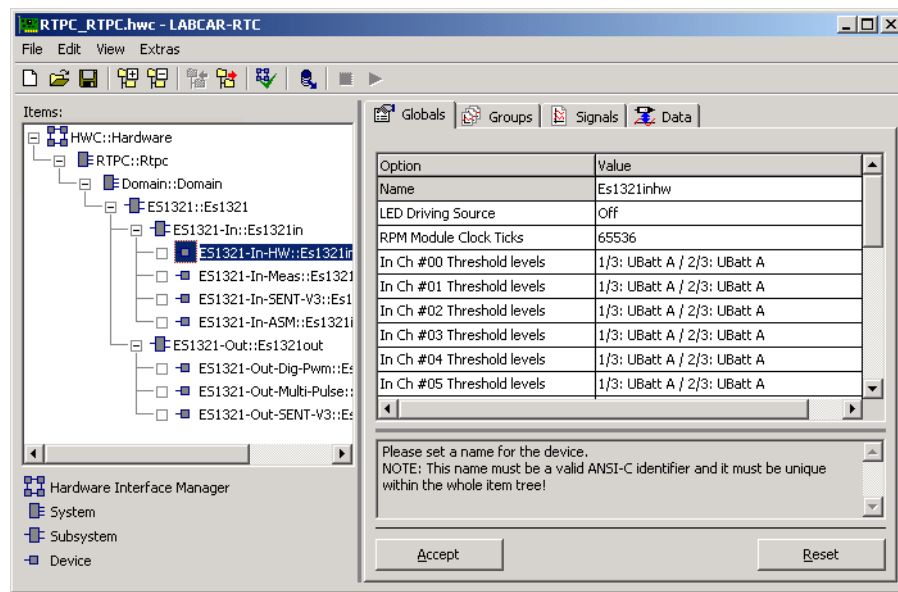 RTPC_RTPC.hwc - LABCAR-RTC
File Edit View Extras
Items:
HWC::Hardware
RTPC::Rtpc
Domain::Domain
ES1321::Es1321
ES1321-In::Es1321in
ES1321-In-HW::Es1321in
ES1321-In-Meas::Es1321
ES1321-In-SENT-V3::Es1
ES1321-In-ASM::Es1321i
ES1321-Out::Es1321out
ES1321-Out-Dig-Pwm::Es
ES1321-Out-Multi-Pulse::
ES1321-Out-SENT-V3::Es
Hardware Interface Manager
System
Subsystem
Device
Globals Groups Signals Data
Option Value
Name Es1321inhw
LED Driving Source Off
RPM Module Clock Ticks 65536
In Ch #00 Threshold levels 1/3: UBatt A / 2/3: UBatt A
In Ch #01 Threshold levels 1/3: UBatt A / 2/3: UBatt A
In Ch #02 Threshold levels 1/3: UBatt A / 2/3: UBatt A
In Ch #03 Threshold levels 1/3: UBatt A / 2/3: UBatt A
In Ch #04 Threshold levels 1/3: UBatt A / 2/3: UBatt A
In Ch #05 Threshold levels 1/3: UBatt A / 2/3: UBatt A
Please set a name for the device.
NOTE: This name must be a valid ANSI-C identifier and it must be unique
within the whole item tree!
Accept Reset